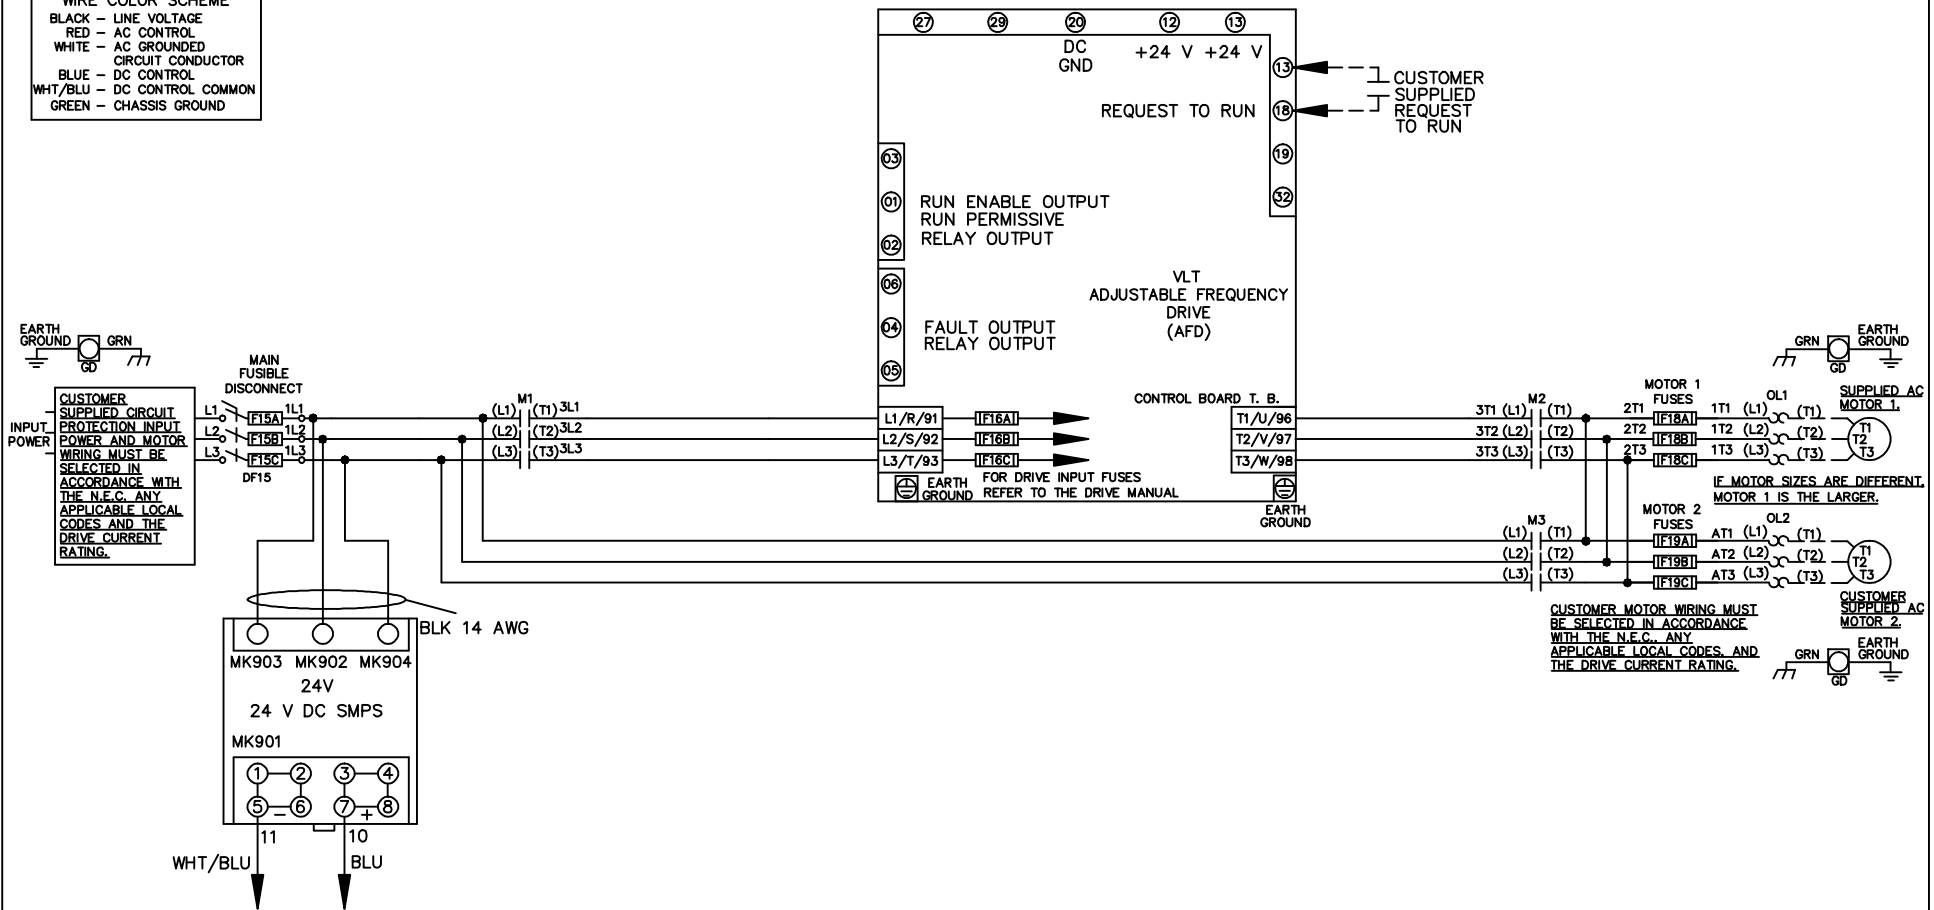 WIRE COLOR SCHEME
BLACK – LINE VOLTAGE
RED – AC CONTROL
WHITE – AC GROUNDED
CIRCUIT CONDUCTOR
BLUE – DC CONTROL
WHT/BLU – DC CONTROL COMMON
GREEN – CHASSIS GROUND
27 29 20 12 13
DC
GND
+24 V +24 V
13
18
19
32
REQUEST TO RUN
CUSTOMER
SUPPLIED
REQUEST
TO RUN
03
01
02
RUN ENABLE OUTPUT
RUN PERMISSIVE
RELAY OUTPUT
06
04
05
FAULT OUTPUT
RELAY OUTPUT
VLT
ADJUSTABLE FREQUENCY
DRIVE
(AFD)
CONTROL BOARD T. B.
L1/R/91 F16A T1/U/96
L2/S/92 F16B T2/V/97
L3/T/93 F16C T3/W/98
EARTH
GROUND
FOR DRIVE INPUT FUSES
REFER TO THE DRIVE MANUAL
EARTH
GROUND
EARTH
GROUND
GRN
GD
INPUT
POWER
CUSTOMER
SUPPLIED CIRCUIT
PROTECTION INPUT
POWER AND MOTOR
WIRING MUST BE
SELECTED IN
ACCORDANCE WITH
THE N.E.C. ANY
APPLICABLE LOCAL
CODES AND THE
DRIVE CURRENT
RATING.
MAIN
FUSIBLE
DISCONNECT
L1 F15A 1L1
L2 F15B 1L2
L3 F15C 1L3
DF15
M1
(L1) (T1) 3L1
(L2) (T2) 3L2
(L3) (T3) 3L3
BLK 14 AWG
MK903 MK902 MK904
24V
24 V DC SMPS
MK901
1 2 3 4
5 – 6 7 + 8
11 10
WHT/BLU BLU
M2
3T1 (L1) (T1)
3T2 (L2) (T2)
3T3 (L3) (T3)
MOTOR 1
FUSES
2T1 F18A 1T1 (L1) (T1)
2T2 F18B 1T2 (L2) (T2)
2T3 F18C 1T3 (L3) (T3)
OL1
T1
T2
T3
GRN
GD
EARTH
GROUND
SUPPLIED AC
MOTOR 1.
IF MOTOR SIZES ARE DIFFERENT,
MOTOR 1 IS THE LARGER.
M3
(L1) (T1)
(L2) (T2)
(L3) (T3)
MOTOR 2
FUSES
F19A AT1 (L1) (T1)
F19B AT2 (L2) (T2)
F19C AT3 (L3) (T3)
OL2
T1
T2
T3
CUSTOMER
SUPPLIED AC
MOTOR 2.
CUSTOMER MOTOR WIRING MUST
BE SELECTED IN ACCORDANCE
WITH THE N.E.C., ANY
APPLICABLE LOCAL CODES, AND
THE DRIVE CURRENT RATING.
GRN
GD
EARTH
GROUND